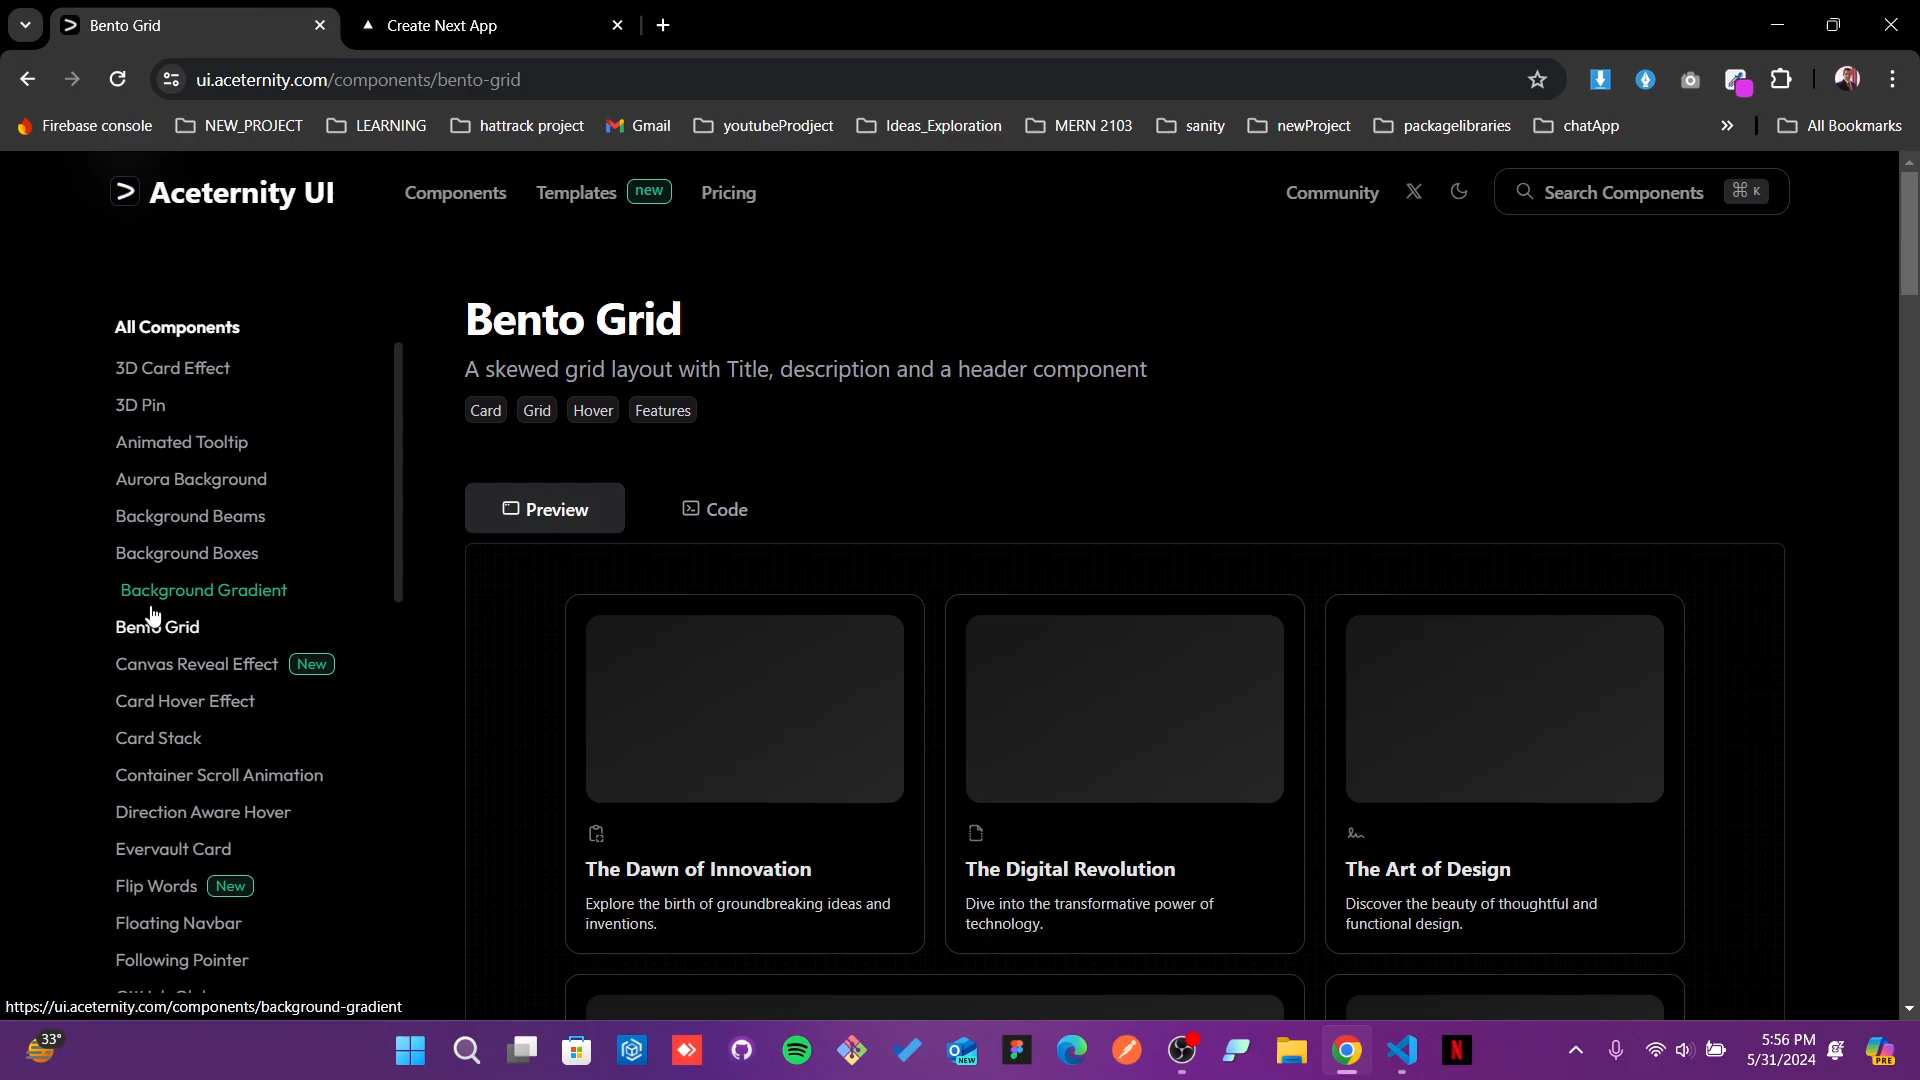 Bento Grid
Create Next App
ui.aceternity.com/components/bento-grid
Firebase console
NEW_PROJECT
LEARNING
hattrack project
Gmail
youtubeProdject
Ideas_Exploration
MERN 2103
sanity
newProject
packagelibraries
chatApp
All Bookmarks
Aceternity UI
Components
Templates new
Pricing
Community
Search Components ⌘ K
All Components
3D Card Effect
3D Pin
Animated Tooltip
Aurora Background
Background Beams
Background Boxes
Background Gradient
Bento Grid
Canvas Reveal Effect New
Card Hover Effect
Card Stack
Container Scroll Animation
Direction Aware Hover
Evervault Card
Flip Words New
Floating Navbar
Following Pointer
Bento Grid
A skewed grid layout with Title, description and a header component
Card Grid Hover Features
Preview
Code
The Dawn of Innovation
Explore the birth of groundbreaking ideas and
inventions.
The Digital Revolution
Dive into the transformative power of
technology.
The Art of Design
Discover the beauty of thoughtful and
functional design.
https://ui.aceternity.com/components/background-gradient
33°
NEW
N
5:56 PM
5/31/2024
PRE